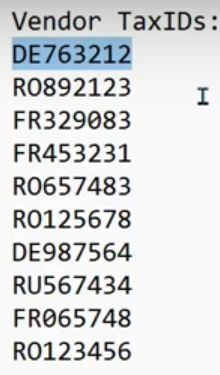 Vendor TaxIDs:
DE763212
RO892123
FR329083
FR453231
RO657483
RO125678
DE987564
RU567434
FR065748
RO123456